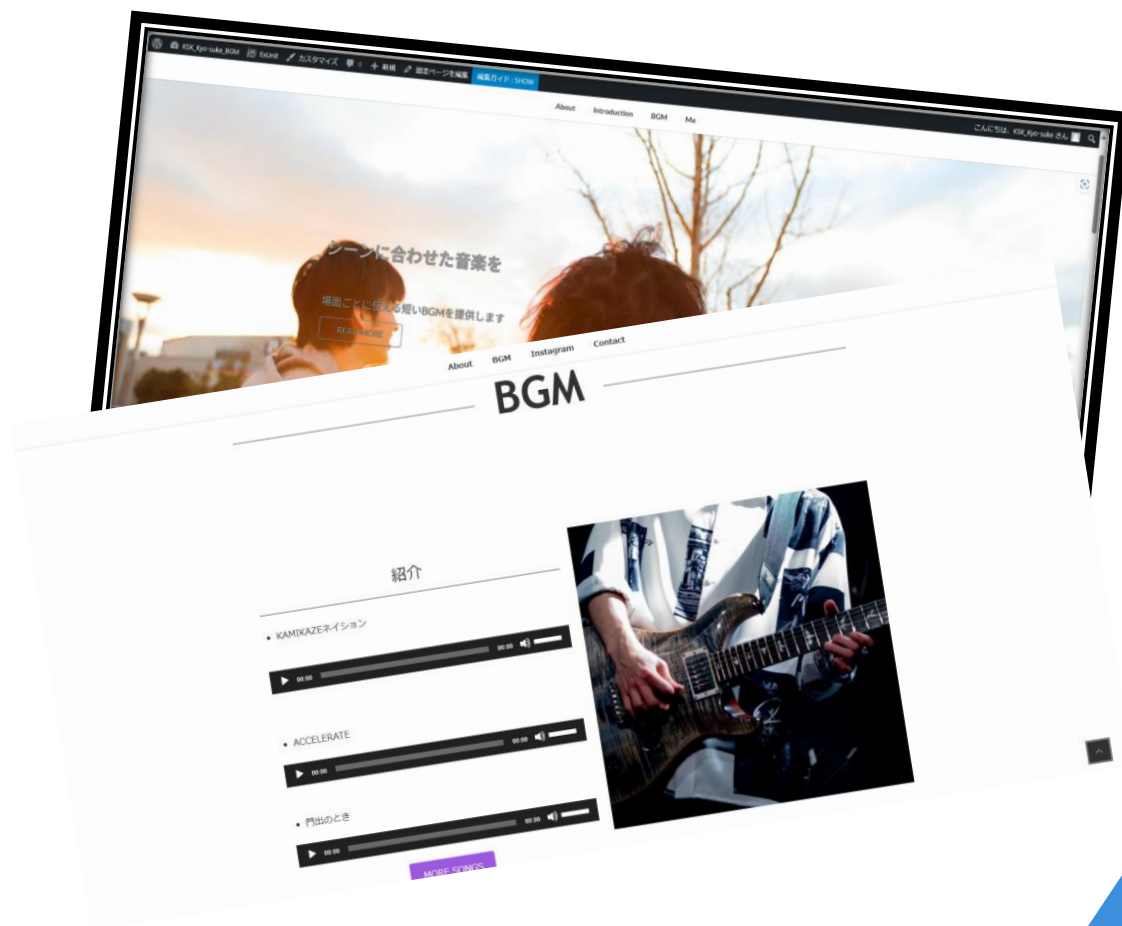 KSK_Kyo-suke_BGM ExUnit カスタマイズ 0 新規 固定ページを編集 編集ガイド : SHOW
こんにちは、KSK_Kyo-suke さん
About Introduction BGM Me
シーンに合わせた音楽を
場面ごとに使える短いBGMを提供します
READ MORE
About BGM Instagram Contact
BGM
紹介
• KAMIKAZEネイション
00:00 00:00
• ACCELERATE
00:00 00:00
• 門出のとき
00:00 00:00
MORE SONGS